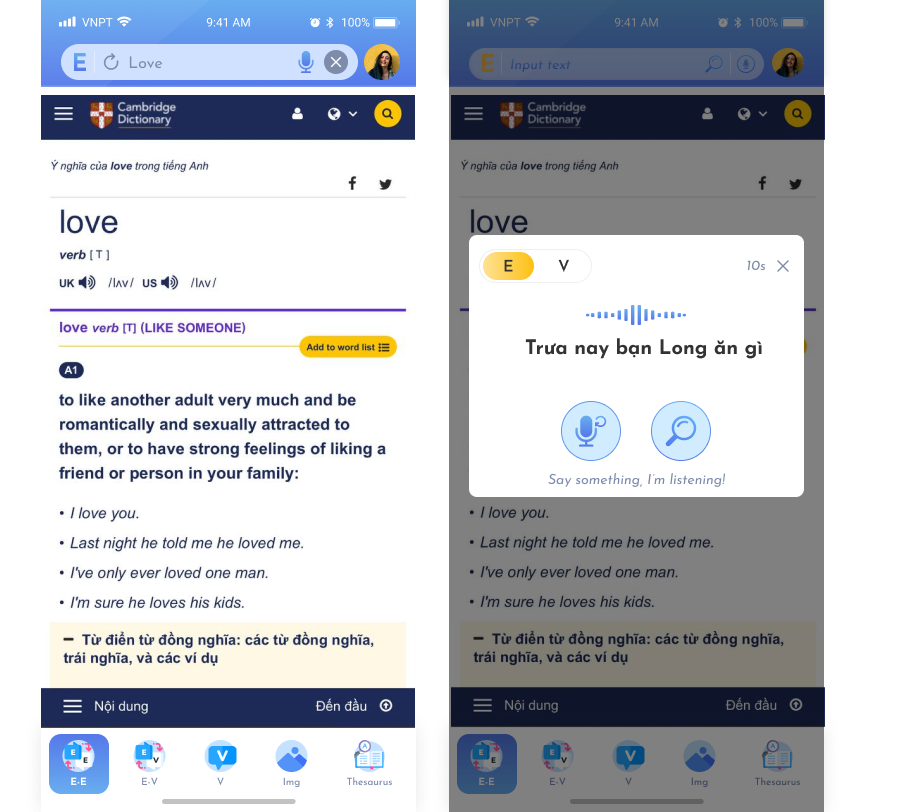 VNPT 9:41 AM 100%
E Love
Cambridge
Dictionary
Ý nghĩa của love trong tiếng Anh
love
verb [ T ]
UK /lʌv/ US /lʌv/
love verb [T] (LIKE SOMEONE)
Add to word list
A1
to like another adult very much and be
romantically and sexually attracted to
them, or to have strong feelings of liking a
friend or person in your family:
• I love you.
• Last night he told me he loved me.
• I've only ever loved one man.
• I'm sure he loves his kids.
– Từ điển từ đồng nghĩa: các từ đồng nghĩa,
trái nghĩa, và các ví dụ
Nội dung Đến đầu
E E E V V
E-E E-V V Img Thesaurus
VNPT 9:41 AM 100%
E Input text
Cambridge
Dictionary
Ý nghĩa của love trong tiếng Anh
love
E V 10s
Trưa nay bạn Long ăn gì
Say something, I'm listening!
• I love you.
• Last night he told me he loved me.
• I've only ever loved one man.
• I'm sure he loves his kids.
– Từ điển từ đồng nghĩa: các từ đồng nghĩa,
trái nghĩa, và các ví dụ
Nội dung Đến đầu
E E E V V
E-E E-V V Img Thesaurus